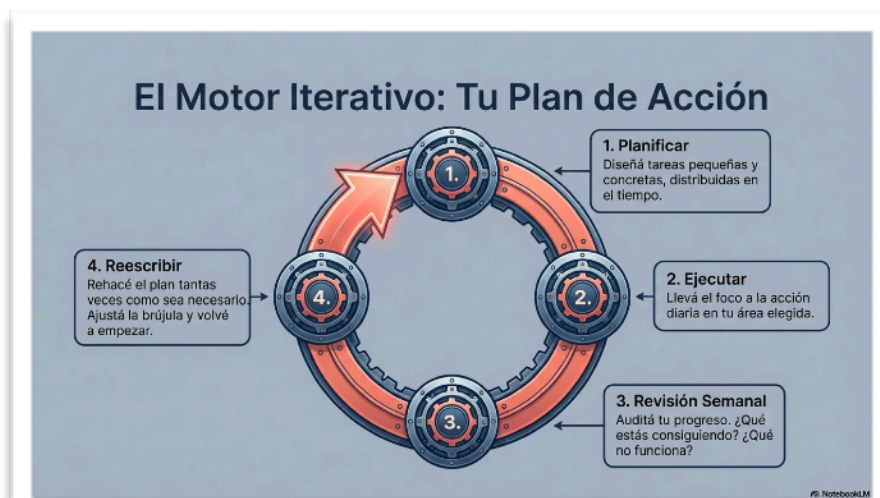 El Motor Iterativo: Tu Plan de Acción
1.
1. Planificar
Diseñá tareas pequeñas y
concretas, distribuidas en
el tiempo.
2.
2. Ejecutar
Llevá el foco a la acción
diaria en tu área elegida.
3.
3. Revisión Semanal
Auditá tu progreso. ¿Qué
estás consiguiendo? ¿Qué
no funciona?
4.
4. Reescribir
Rehacé el plan tantas
veces como sea necesario.
Ajustá la brújula y volvé
a empezar.
NotebookLM